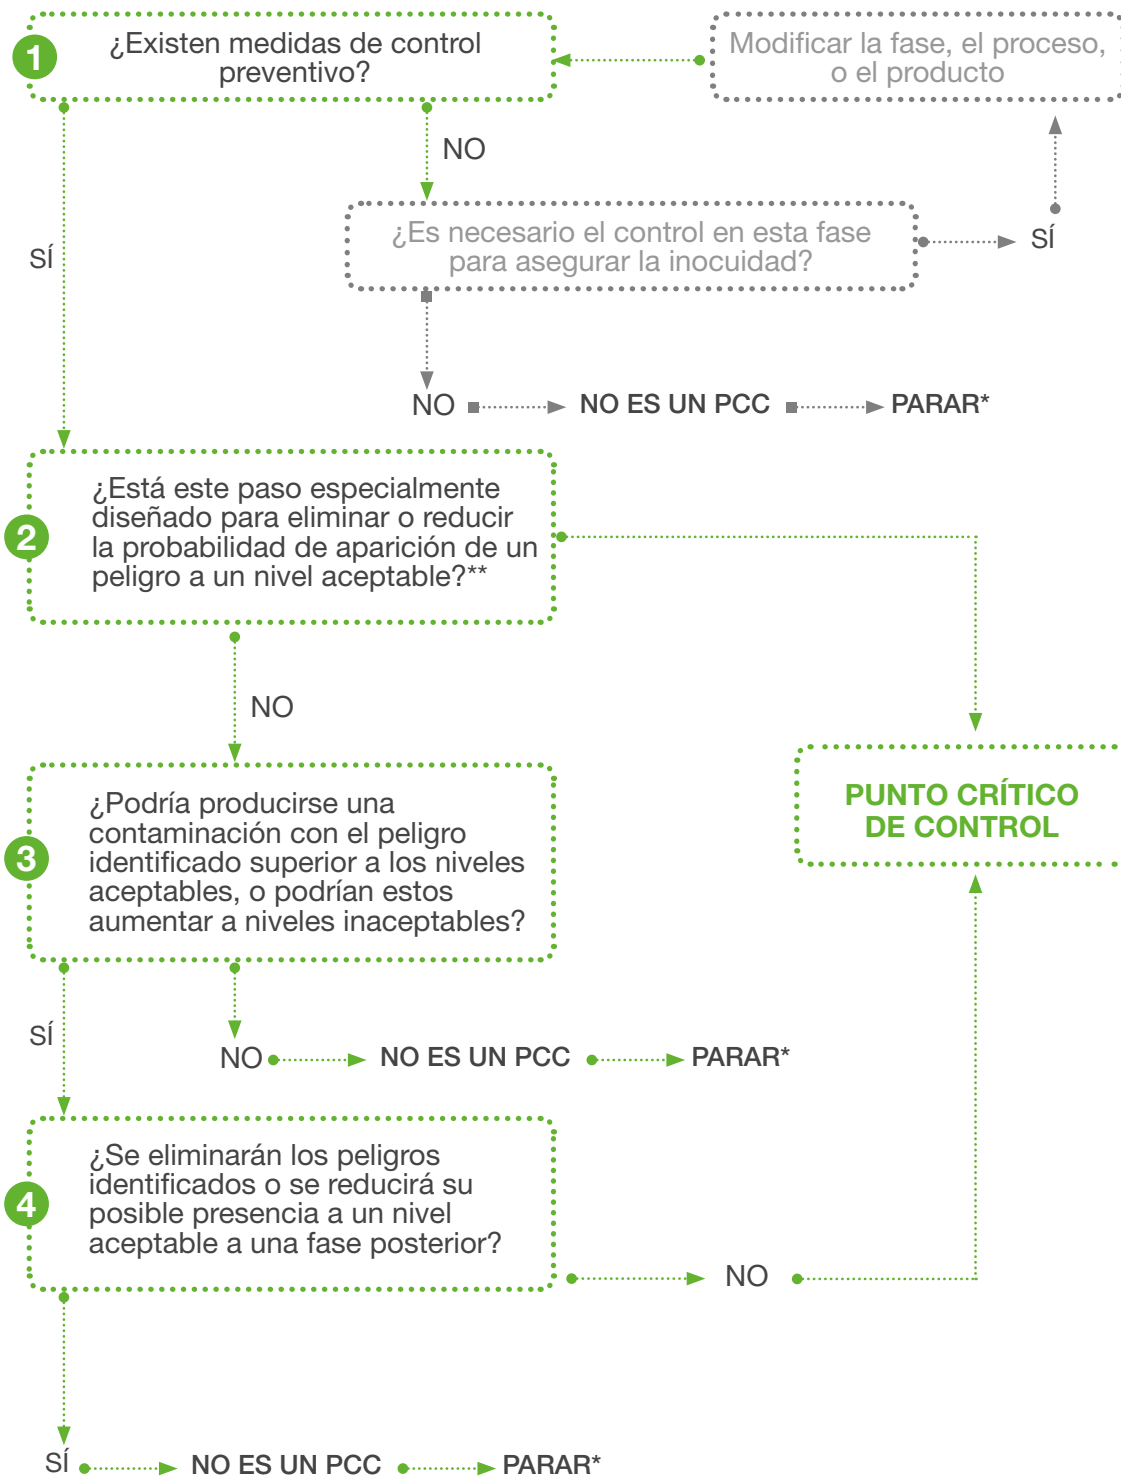 1
¿Existen medidas de control
preventivo?
Modificar la fase, el proceso,
o el producto
NO
SÍ
¿Es necesario el control en esta fase
para asegurar la inocuidad?
SÍ
NO
NO ES UN PCC
PARAR*
2
¿Está este paso especialmente
diseñado para eliminar o reducir
la probabilidad de aparición de un
peligro a un nivel aceptable?**
NO
PUNTO CRÍTICO
DE CONTROL
3
¿Podría producirse una
contaminación con el peligro
identificado superior a los niveles
aceptables, o podrían estos
aumentar a niveles inaceptables?
SÍ
NO
NO ES UN PCC
PARAR*
4
¿Se eliminarán los peligros
identificados o se reducirá su
posible presencia a un nivel
aceptable a una fase posterior?
NO
SÍ
NO ES UN PCC
PARAR*